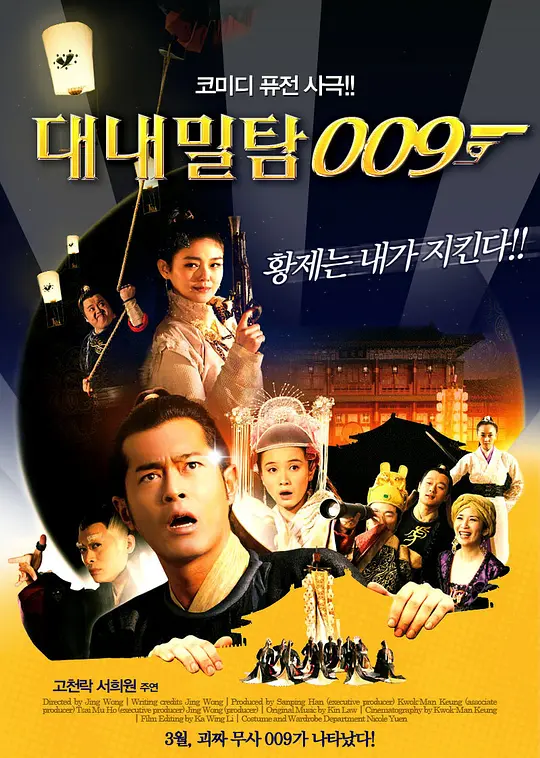 코미디 퓨전 사극!!
대내밀탐 009
황제는 내가 지킨다!!
고천락 서희원 주연
Directed by Jing Wong | Writing credits Jing Wong | Produced by Sanping Han (executive producer) Kwok-Man Keung (associate
producer) Tsai Mu Ho (executive producer) Jing Wong (producer) | Original Music by Kin Law | Cinematography by Kwok-Man Keung
| Film Editing by Ka Wing Li | Costume and Wardrobe Department Nicole Yuen
3월, 괴짜 무사 009가 나타났다!